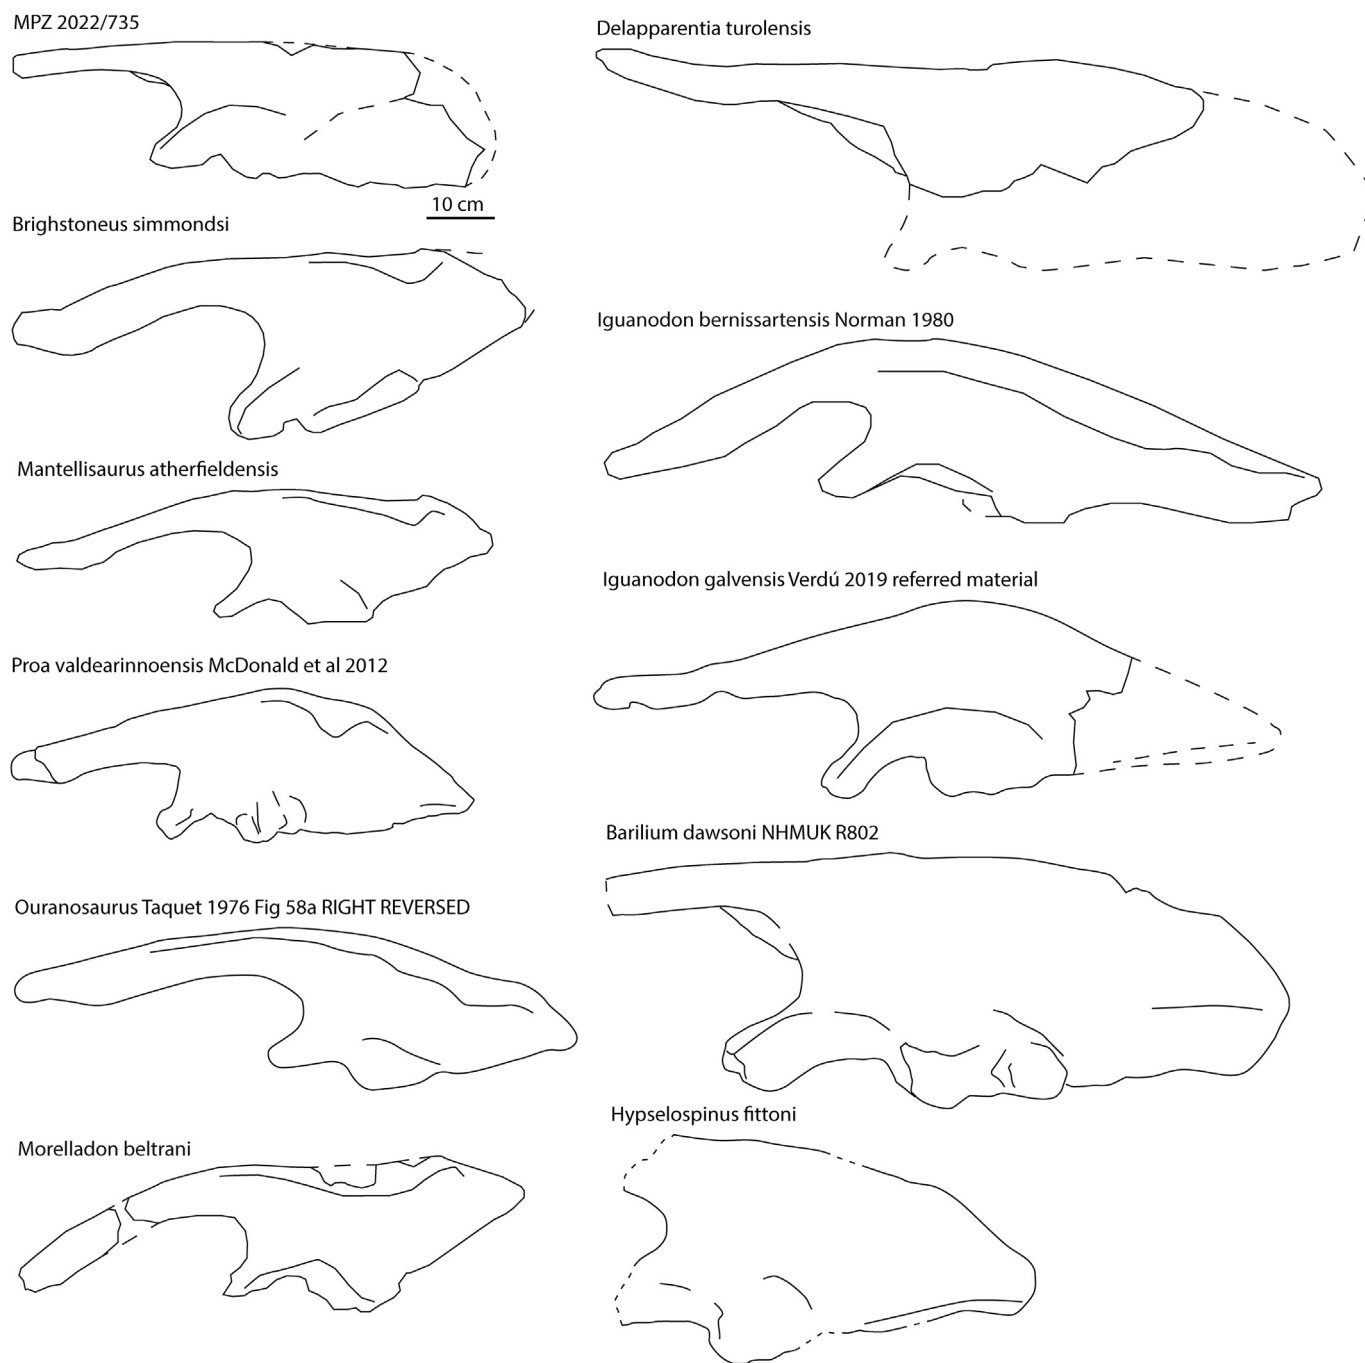 MPZ 2022/735
10 cm
Brighstoneus simmondsi
Mantellisaurus atherfieldensis
Proa valdearinnoensis McDonald et al 2012
Ouranosaurus Taquet 1976 Fig 58a RIGHT REVERSED
Morelladon beltrani
Delapparentia turolensis
Iguanodon bernissartensis Norman 1980
Iguanodon galvensis Verdú 2019 referred material
Barilium dawsoni NHMUK R802
Hypselospinus fittoni